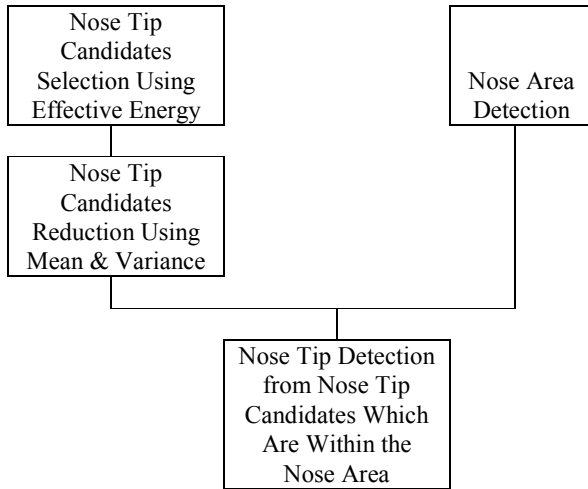 Nose Tip
Candidates
Selection Using
Effective Energy
Nose Area
Detection
Nose Tip
Candidates
Reduction Using
Mean & Variance
Nose Tip Detection
from Nose Tip
Candidates Which
Are Within the
Nose Area